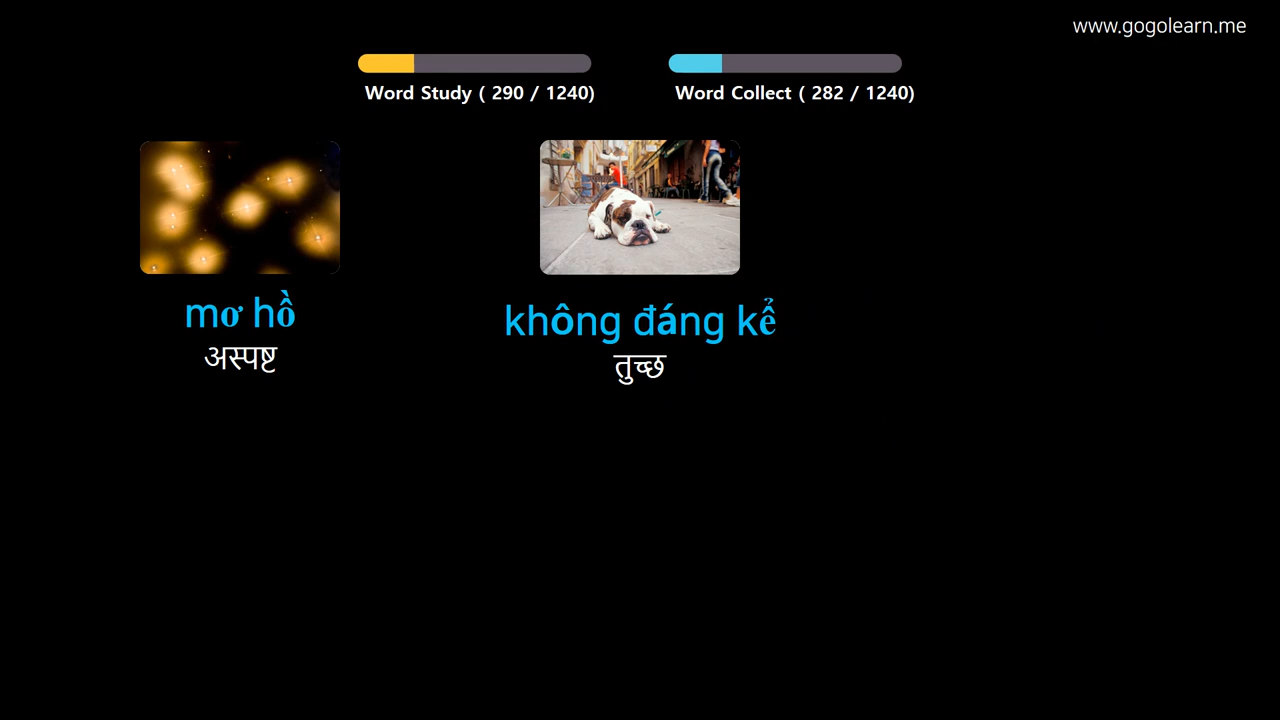 www.gogolearn.me
Word Study ( 290 / 1240)
Word Collect ( 282 / 1240)
mơ hồ
अस्पष्ट
không đáng kể
तुच्छ